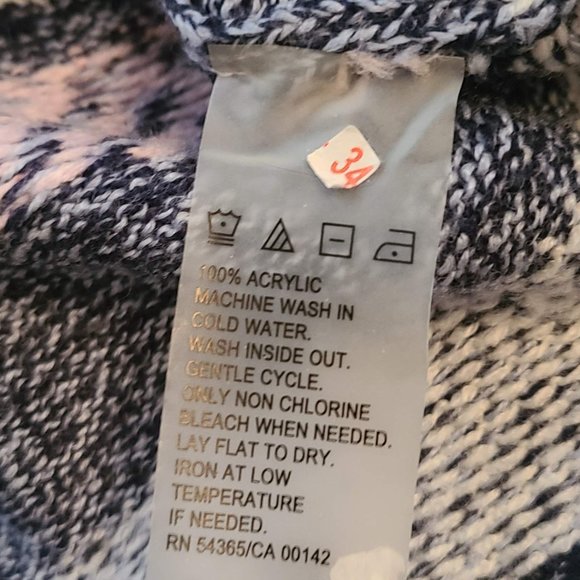 34
100% ACRYLIC
MACHINE WASH IN
COLD WATER.
WASH INSIDE OUT.
GENTLE CYCLE.
ONLY NON CHLORINE
BLEACH WHEN NEEDED.
LAY FLAT TO DRY.
IRON AT LOW
TEMPERATURE
IF NEEDED.
RN 54365/CA 00142